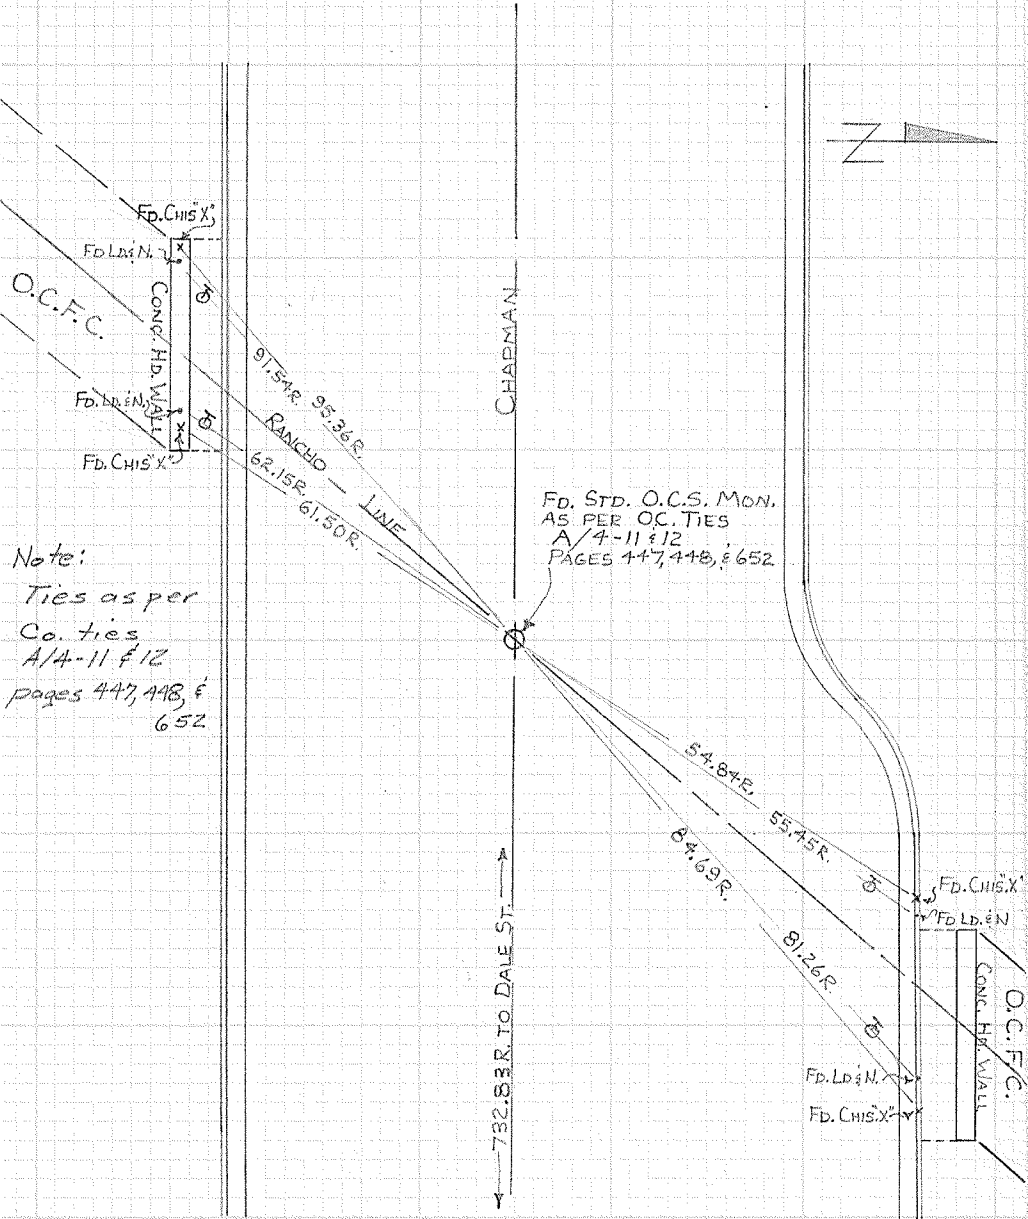 N
FD. CHIS "X"
FD LD. & N.
O.C.F.C.
CONC. HD. WALL
FD. LD. & N.
FD. CHIS "X"
91.54R.
95.36R.
RANCHO LINE
62.15R.
61.50R.
CHAPMAN
FD. STD. O.C.S. MON.
AS PER O.C. TIES
A/4-11 & 12
PAGES 447, 448, & 652
Note:
Ties as per
Co. ties
A/4-11 & 12
pages 447, 448, &
652
54.84R.
55.45R.
84.69R.
81.26R.
732.83R. TO DALE ST.
FD. CHIS. "X"
FD LD. & N
O.C.F.C.
CONC. HD. WALL
FD. LD & N.
FD. CHIS. "X"